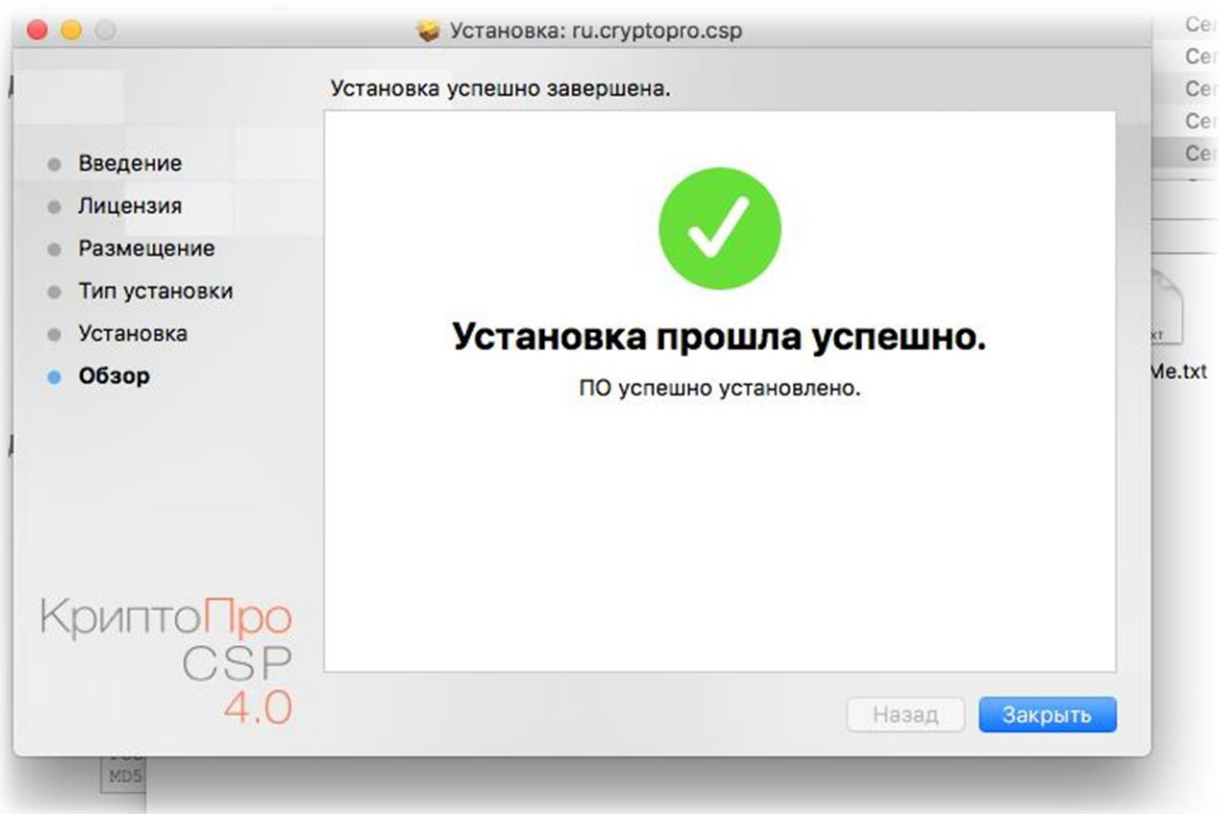 Установка: ru.cryptopro.csp
Установка успешно завершена.
Введение
Лицензия
Размещение
Тип установки
Установка
Обзор
Установка прошла успешно.
ПО успешно установлено.
КриптоПро
CSP
4.0
Назад
Закрыть
Me.txt
MD5